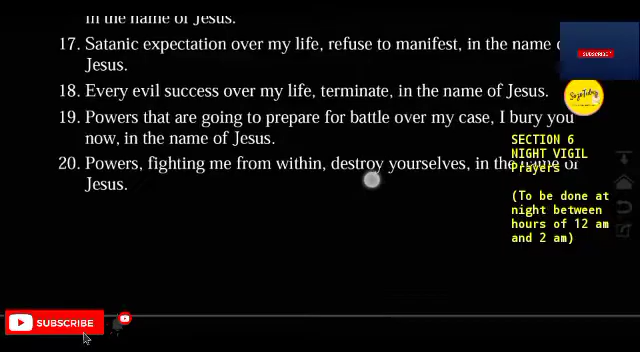 in the name of Jesus.
17. Satanic expectation over my life, refuse to manifest, in the name
Jesus.
18. Every evil success over my life, terminate, in the name of Jesus.
19. Powers that are going to prepare for battle over my case, I bury you
now, in the name of Jesus.
20. Powers, fighting me from within, destroy yourselves, in the name of
Jesus.
SUBSCRIBE
SECTION 6
NIGHT VIGIL
Prayers
(To be done at
night between
hours of 12 am
and 2 am)
SUBSCRIBE